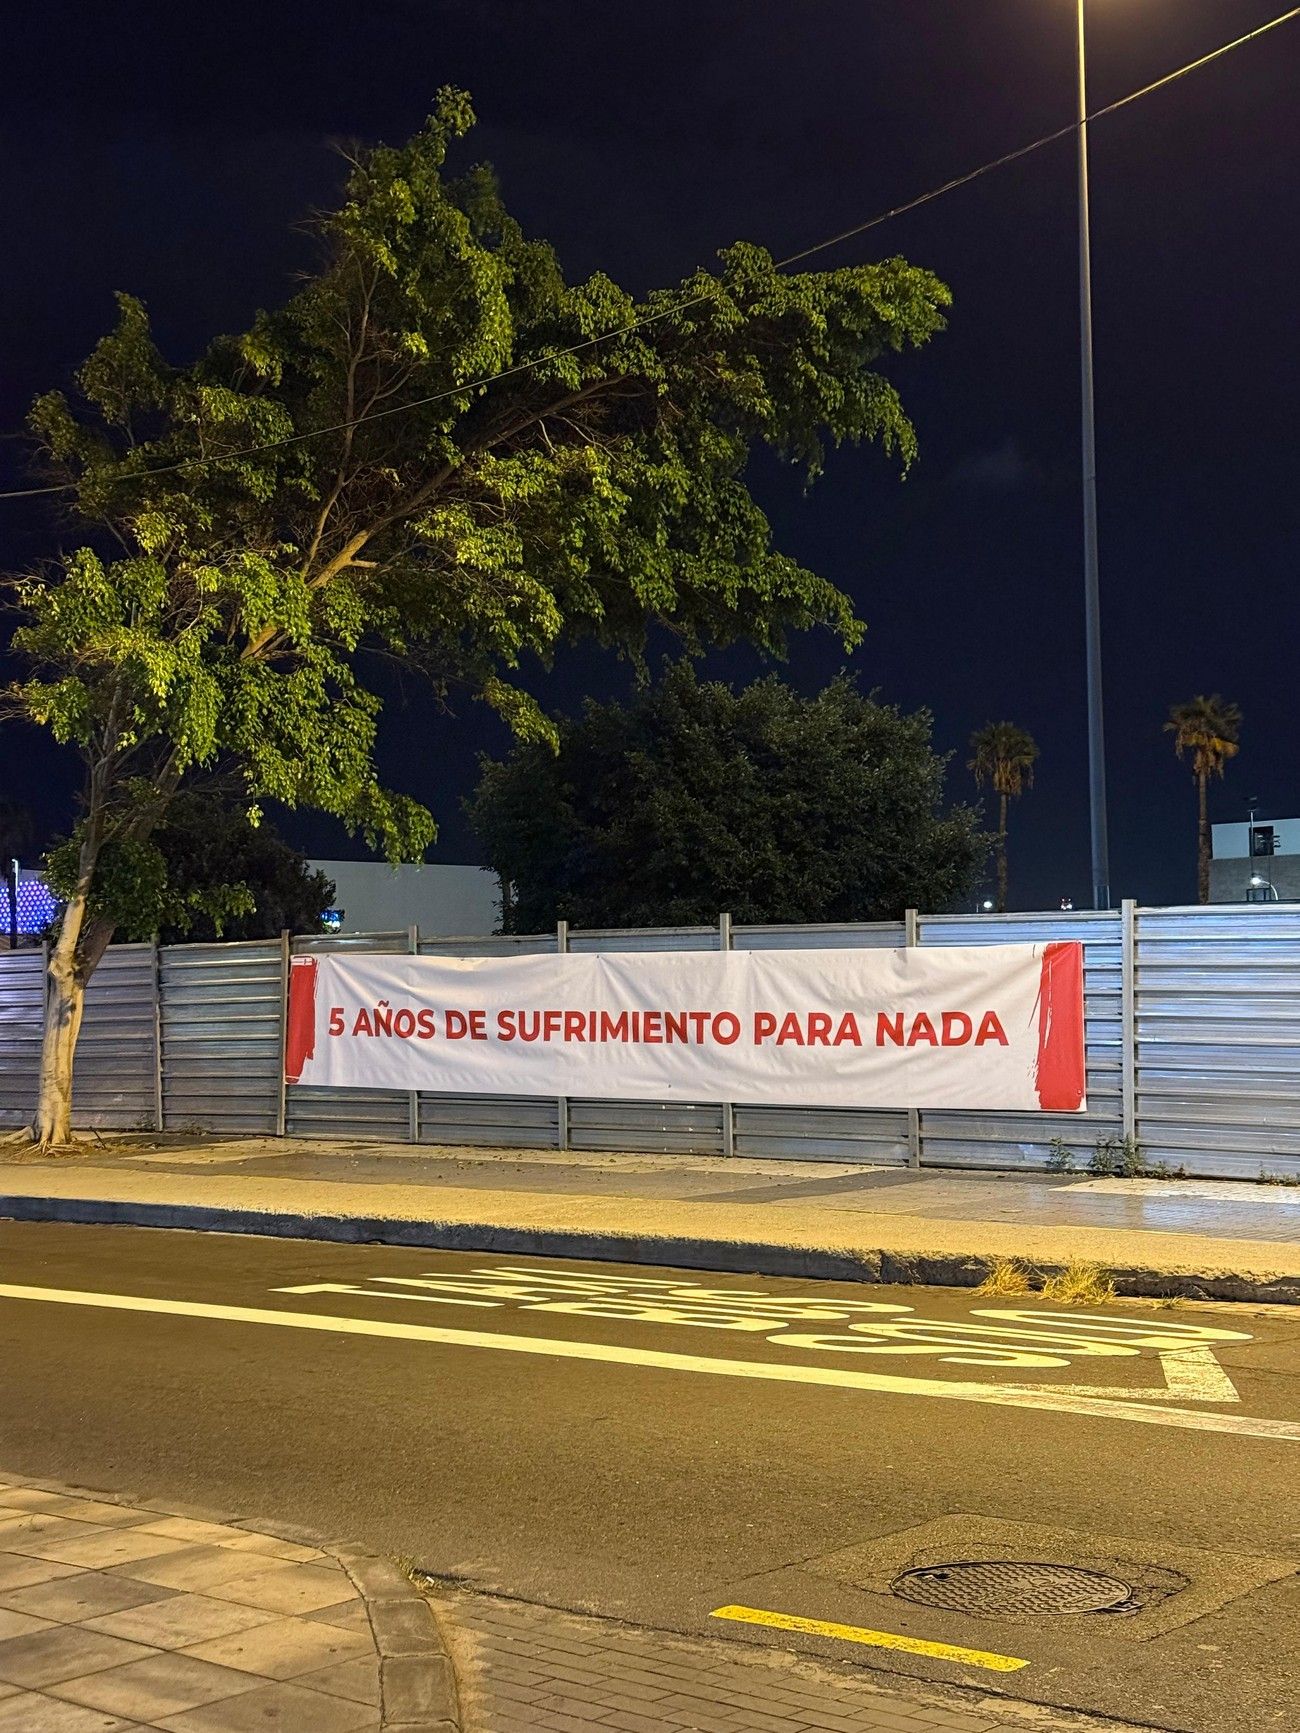 5 AÑOS DE SUFRIMIENTO PARA NADA
SOLO
BUS
TAXI